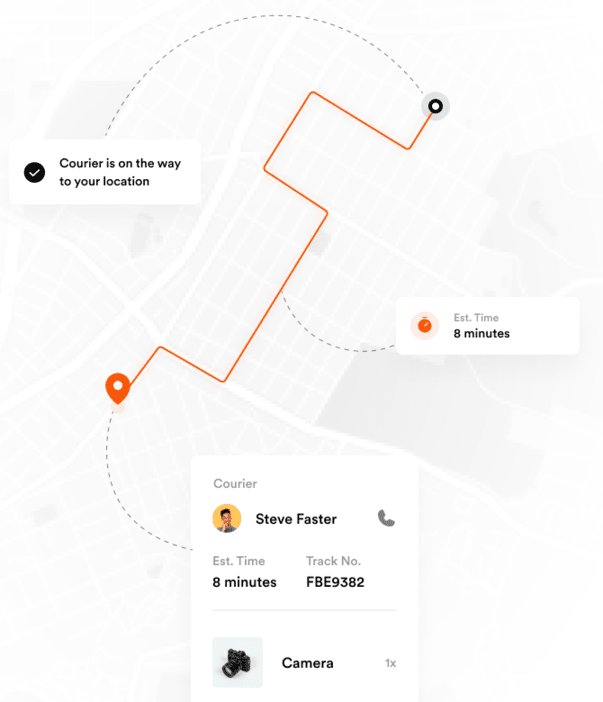 Courier is on the way
to your location
Est. Time
8 minutes
Courier
Steve Faster
Est. Time Track No.
8 minutes FBE9382
Camera 1x